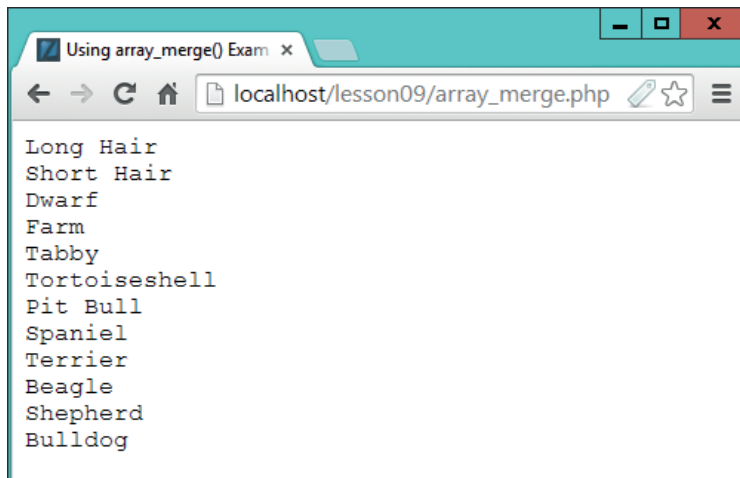 Using array_merge() Exam
localhost/lesson09/array_merge.php
Long Hair
Short Hair
Dwarf
Farm
Tabby
Tortoiseshell
Pit Bull
Spaniel
Terrier
Beagle
Shepherd
Bulldog